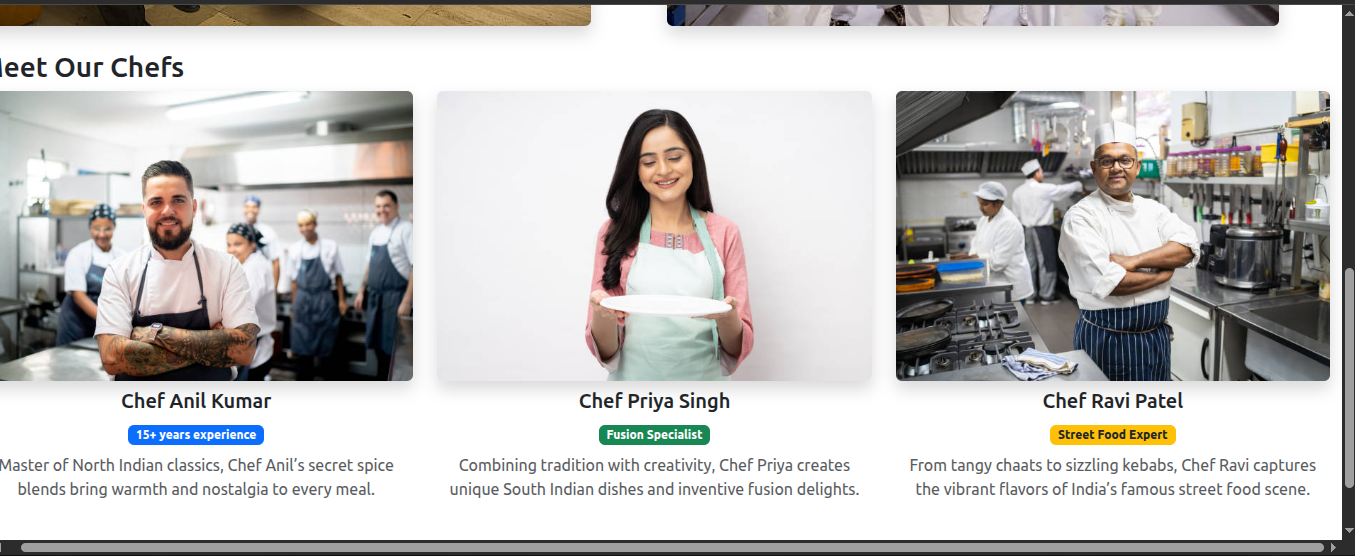 eet Our Chefs
Chef Anil Kumar
15+ years experience
Master of North Indian classics, Chef Anil’s secret spice
blends bring warmth and nostalgia to every meal.
Chef Priya Singh
Fusion Specialist
Combining tradition with creativity, Chef Priya creates
unique South Indian dishes and inventive fusion delights.
Chef Ravi Patel
Street Food Expert
From tangy chaats to sizzling kebabs, Chef Ravi captures
the vibrant flavors of India’s famous street food scene.